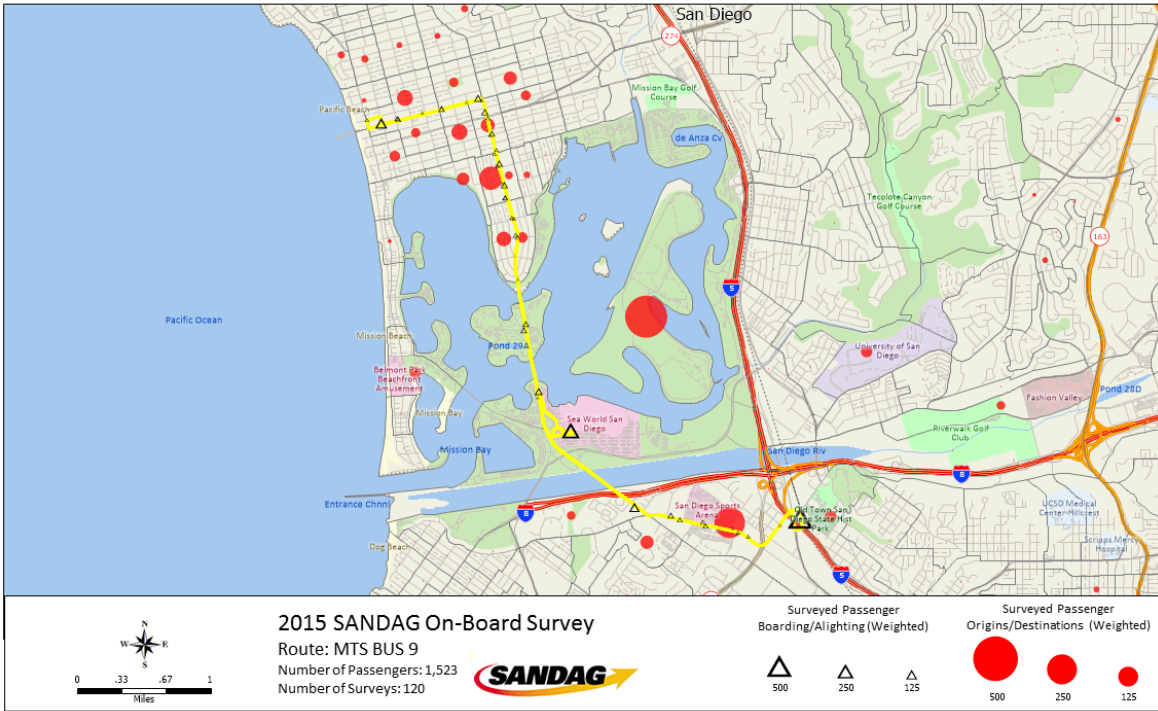 San Diego
274
Mission Bay Golf
Course
Pacific Beach
de Anza Cv
Tecolote Canyon
Golf Course
163
5
Pacific Ocean
Mission Beach
Pond 29A
University of San
Diego
Belmont Park
Beachfront
Amusement
Pond 28D
Fashion Valley
Mission Bay
Sea World San
Diego
Riverwalk Golf
Club
Mission Bay
San Diego Riv
8
Entrance Chnnl
8
San Diego Sports
Arena
Old Town San
Diego State Hist
Park
UCSD Medical
Center-Hillcrest
Dog Beach
Scripps Mercy
Hospital
5
N
W E
S
0 .33 .67 1
Miles
2015 SANDAG On-Board Survey
Route: MTS BUS 9
Number of Passengers: 1,523
Number of Surveys: 120
SANDAG
Surveyed Passenger
Boarding/Alighting (Weighted)
500 250 125
Surveyed Passenger
Origins/Destinations (Weighted)
500 250 125